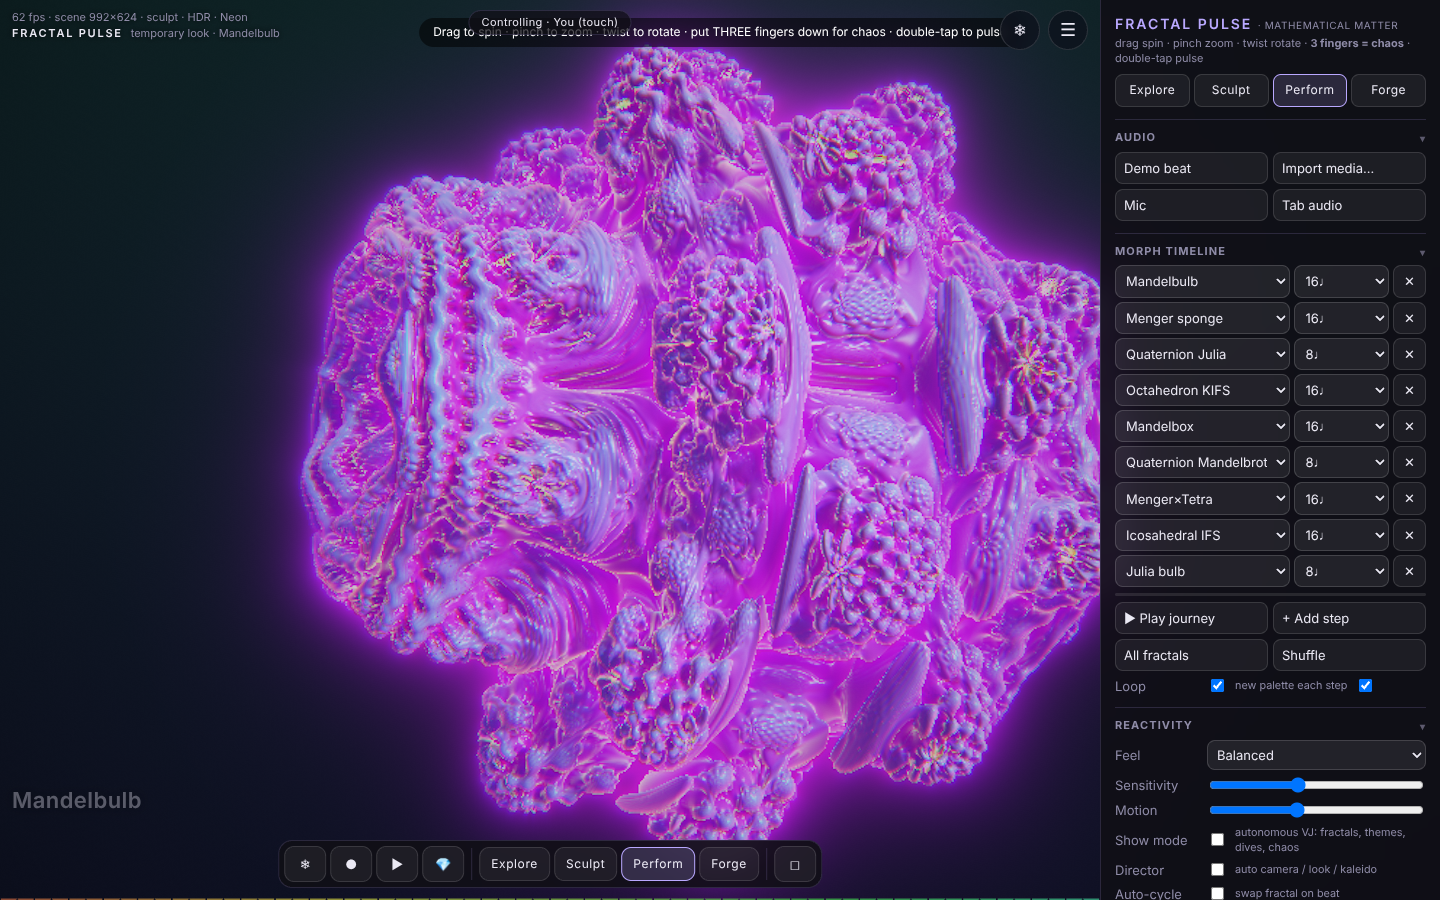 62 fps · scene 992×624 · sculpt · HDR · Neon
FRACTAL PULSE temporary look · Mandelbulb
Controlling · You (touch)
Drag to spin · pinch to zoom · twist to rotate · put THREE fingers down for chaos · double-tap to puls
Mandelbulb
Explore
Sculpt
Perform
Forge
FRACTAL PULSE · MATHEMATICAL MATTER
drag spin · pinch zoom · twist rotate · 3 fingers = chaos ·
double-tap pulse
Explore
Sculpt
Perform
Forge
AUDIO
Demo beat
Import media...
Mic
Tab audio
MORPH TIMELINE
Mandelbulb 16♩ ×
Menger sponge 16♩ ×
Quaternion Julia 8♩ ×
Octahedron KIFS 16♩ ×
Mandelbox 16♩ ×
Quaternion Mandelbrot 8♩ ×
Menger×Tetra 16♩ ×
Icosahedral IFS 16♩ ×
Julia bulb 8♩ ×
▶ Play journey
+ Add step
All fractals
Shuffle
Loop new palette each step
REACTIVITY
Feel Balanced
Sensitivity
Motion
Show mode autonomous VJ: fractals, themes,
dives, chaos
Director auto camera / look / kaleido
Auto-cycle swap fractal on beat